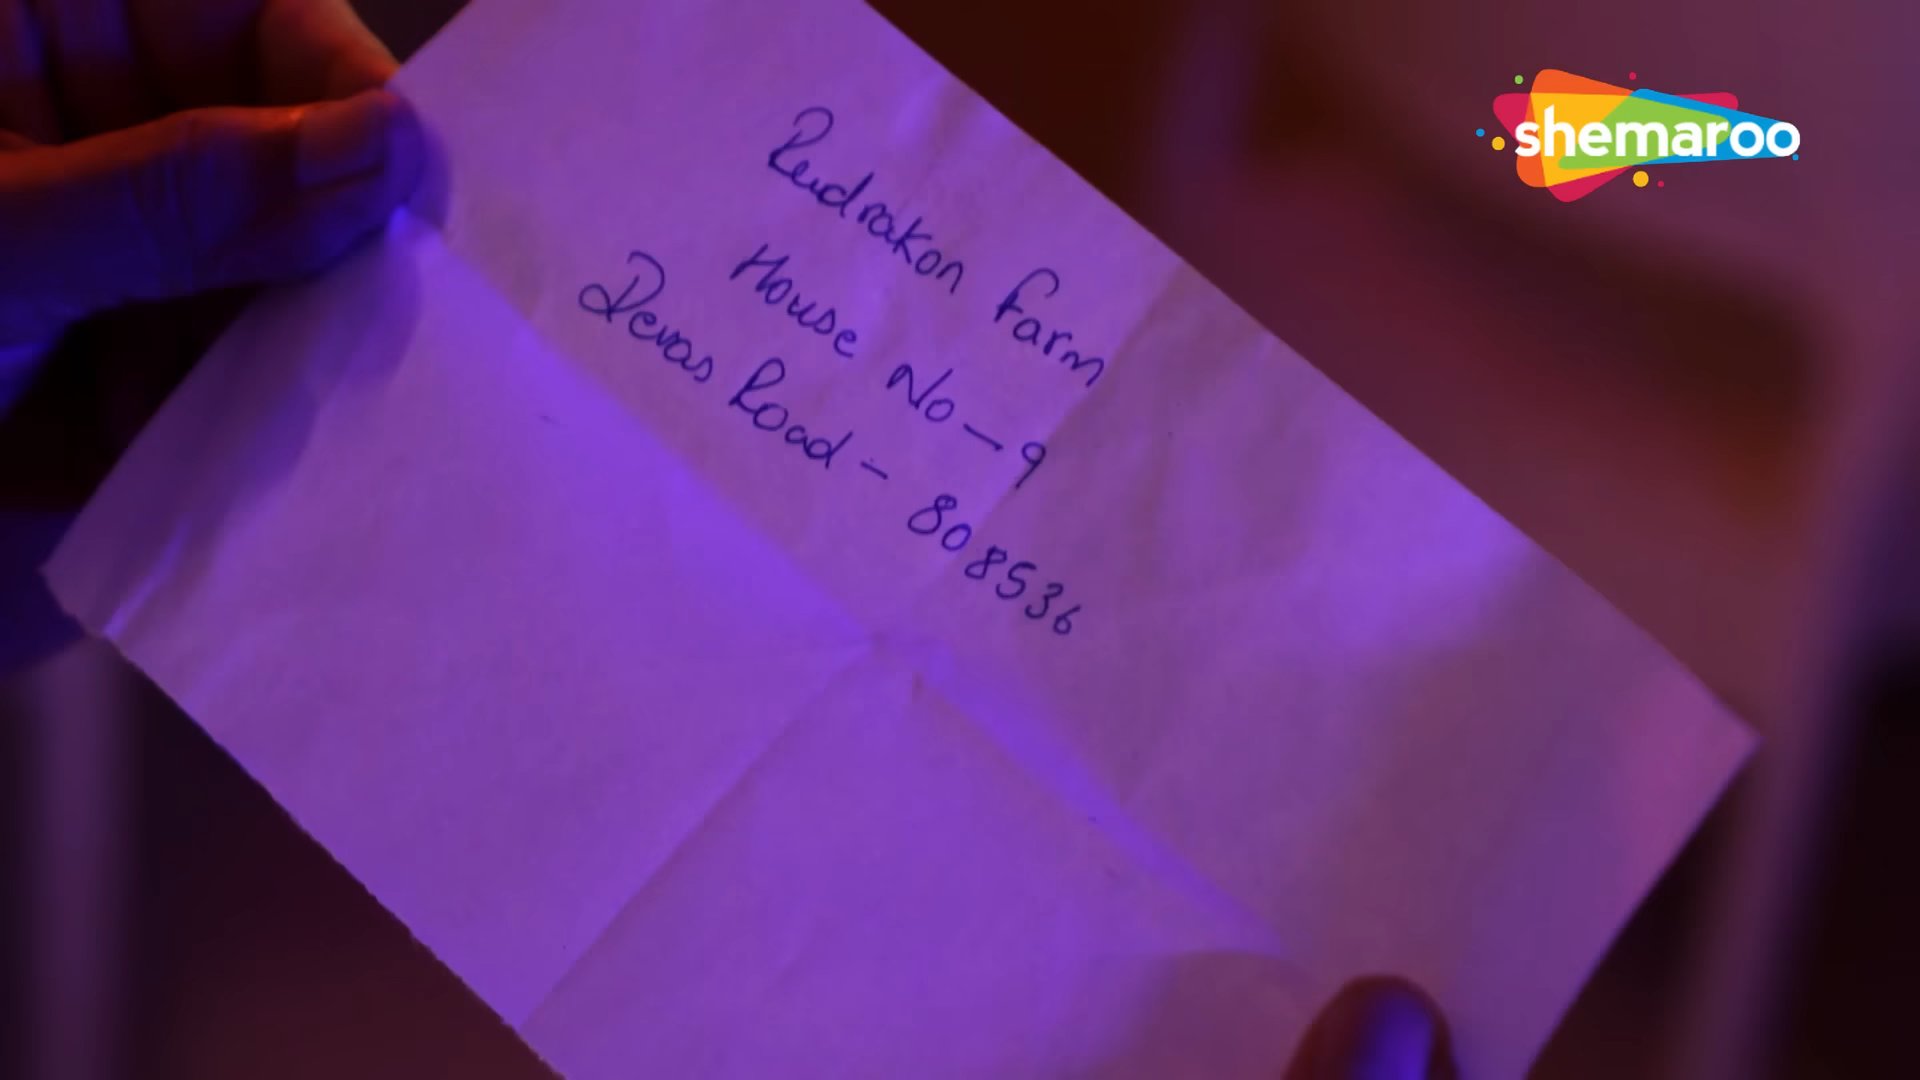 Rudrakon Farm
House No - 9
Devas Road - 808536
shemaroo